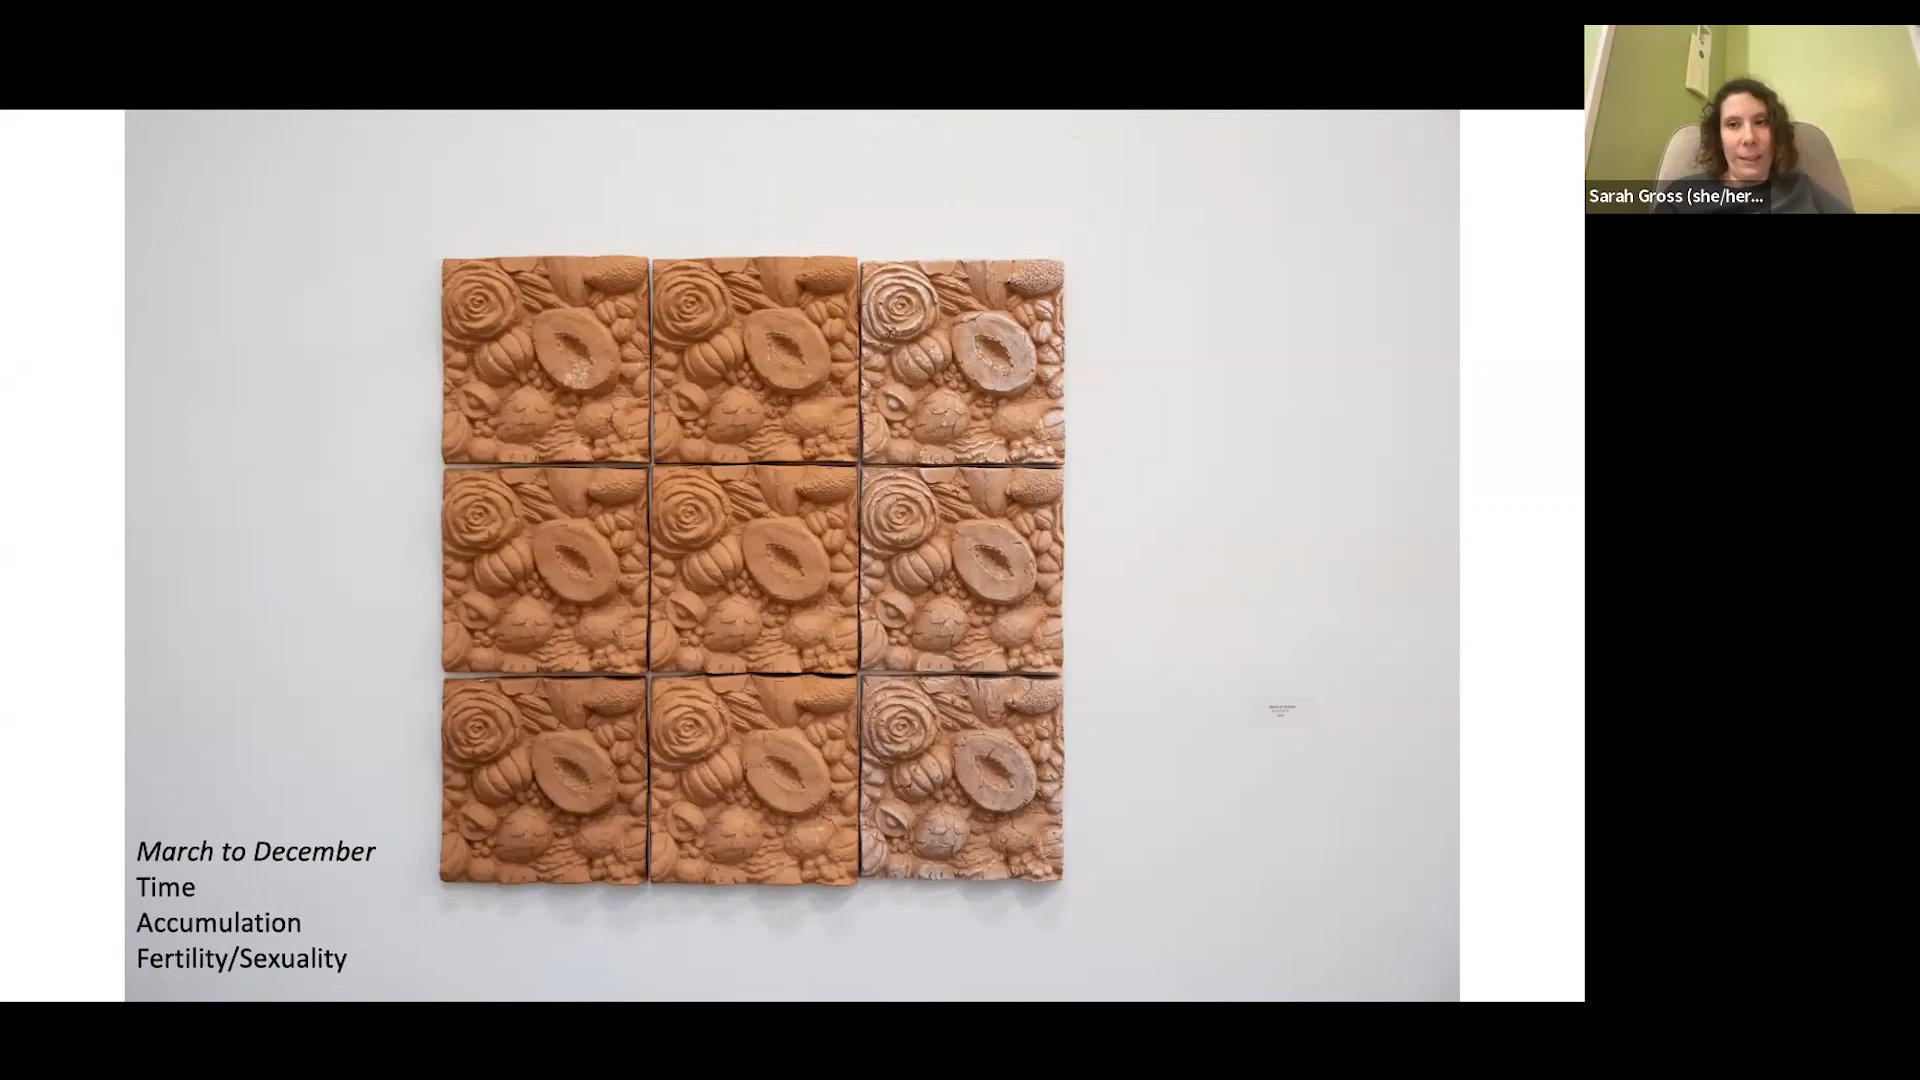 Sarah Gross (she/her...
March to December
Time
Accumulation
Fertility/Sexuality